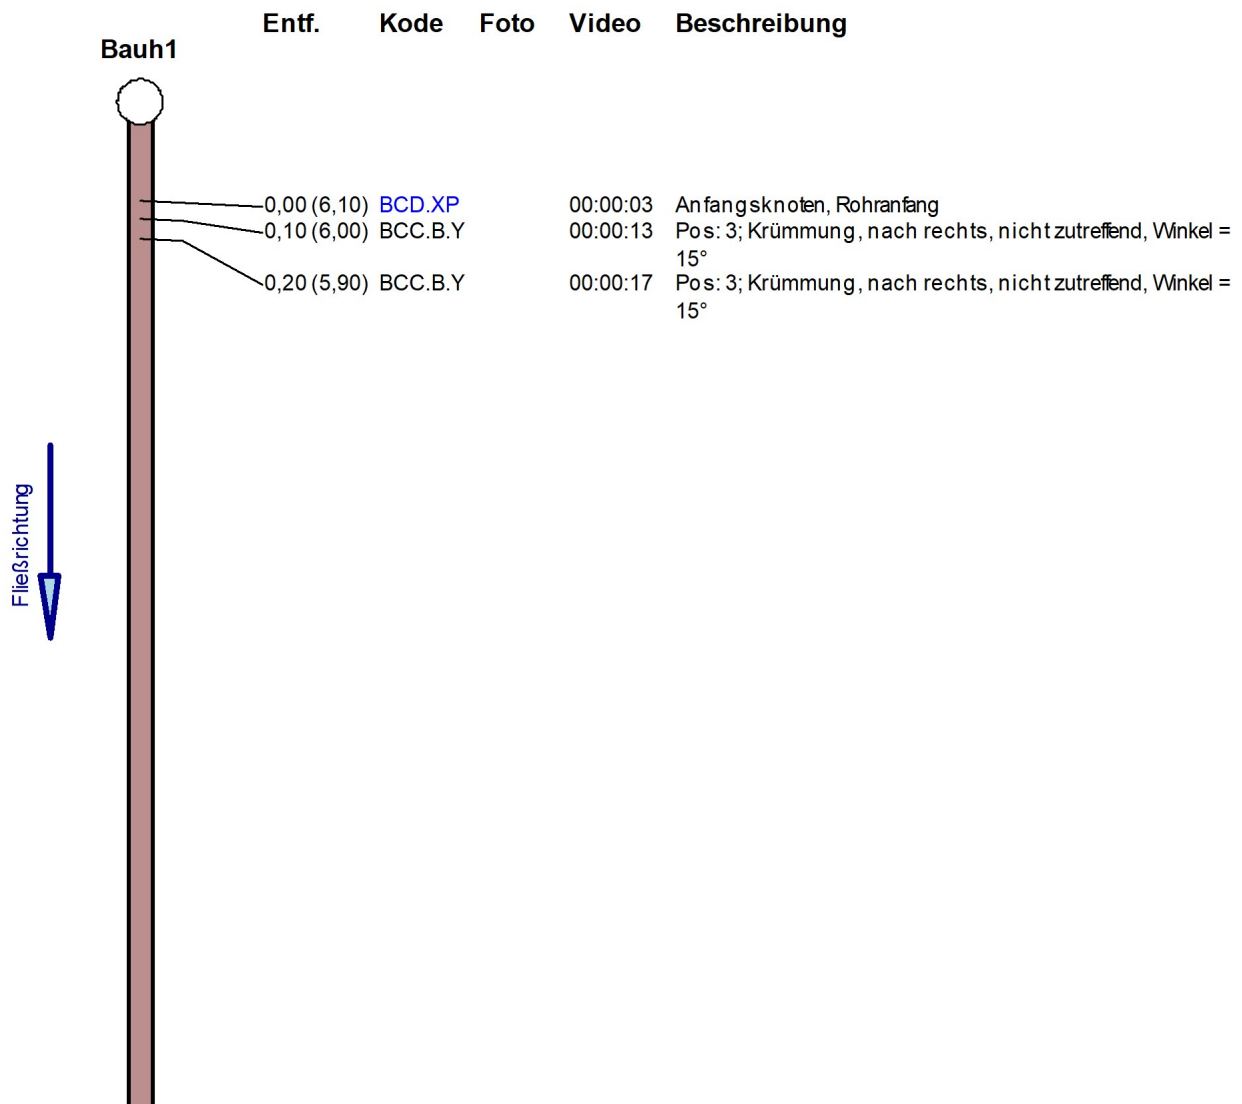 Entf. Kode Foto Video Beschreibung
Bauh1
0,00 (6,10) BCD.XP 00:00:03 Anfangsknoten, Rohranfang
0,10 (6,00) BCC.B.Y 00:00:13 Pos: 3; Krümmung, nach rechts, nicht zutreffend, Winkel =
15°
0,20 (5,90) BCC.B.Y 00:00:17 Pos: 3; Krümmung, nach rechts, nicht zutreffend, Winkel =
15°
Fließrichtung